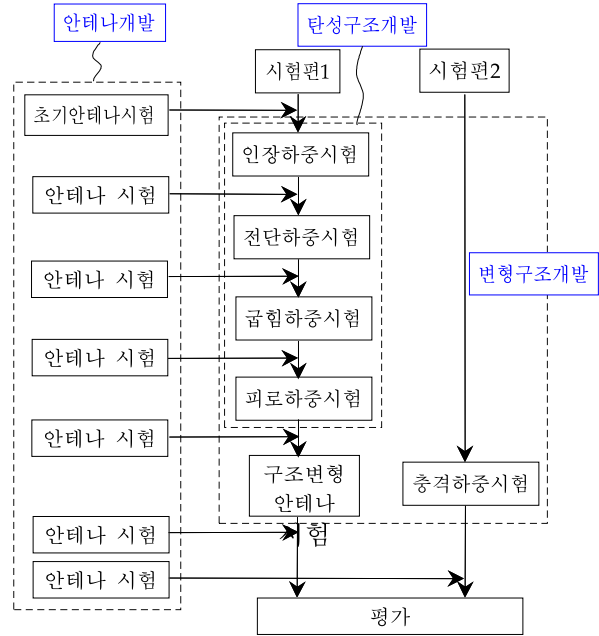 안테나개발
탄성구조개발
시험편1
시험편2
초기안테나시험
인장하중시험
안테나 시험
전단하중시험
변형구조개발
안테나 시험
굽힘하중시험
안테나 시험
피로하중시험
안테나 시험
구조변형
안테나
충격하중시험
안테나 시험
시험
안테나 시험
평가